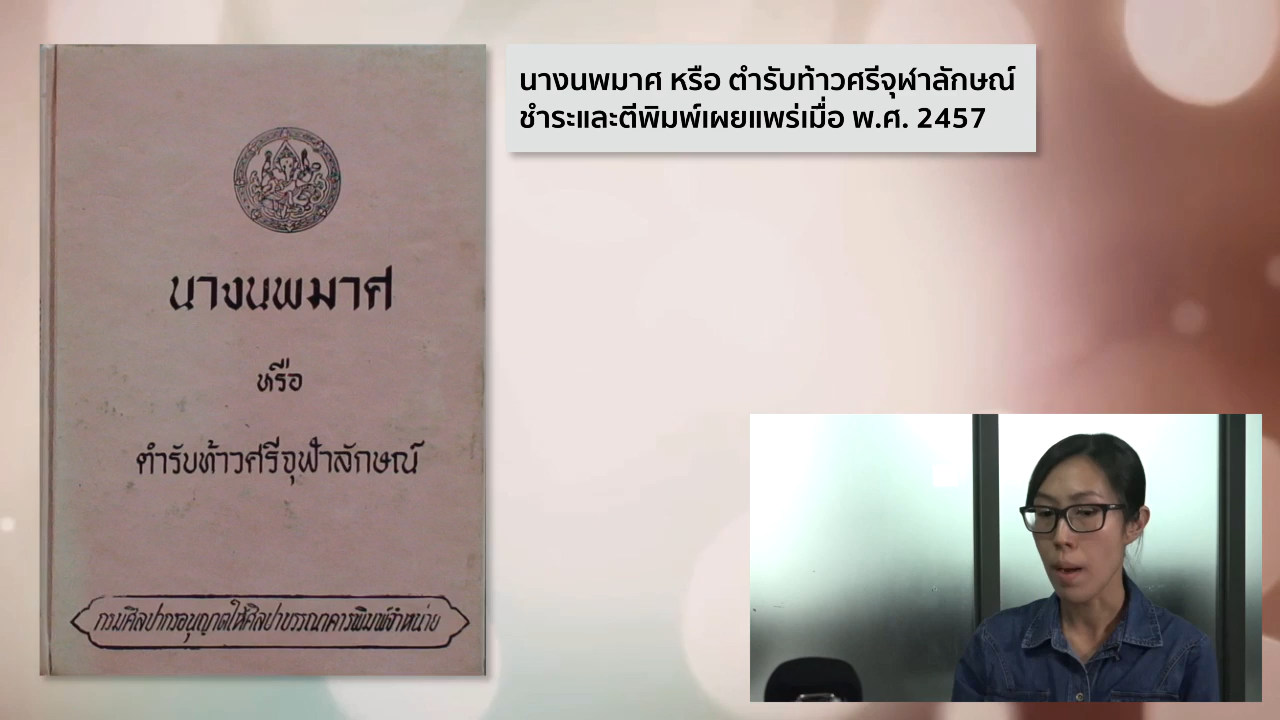 นางนพมาศ
หรือ
ตำรับท้าวศรีจุฬาลักษณ์
กรมศิลปากรอนุญาตให้ศิลปาบรรณาคารพิมพ์จำหน่าย
นางนพมาศ หรือ ตำรับท้าวศรีจุฬาลักษณ์
ชำระและตีพิมพ์เผยแพร่เมื่อ พ.ศ. 2457